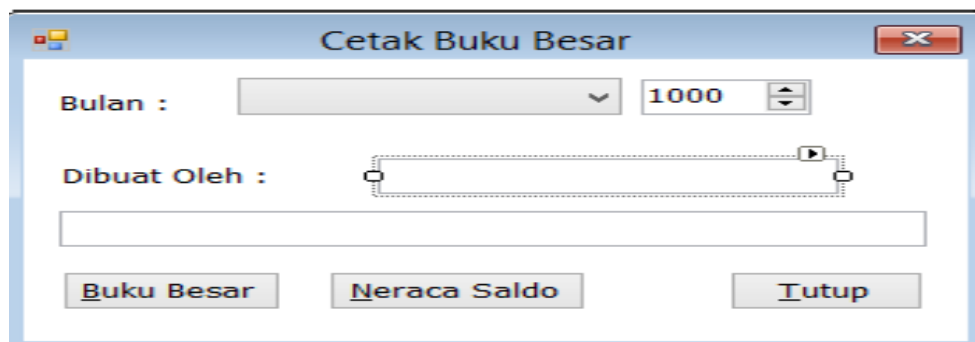 Cetak Buku Besar
Bulan : 1000
Dibuat Oleh :
Buku Besar Neraca Saldo Tutup